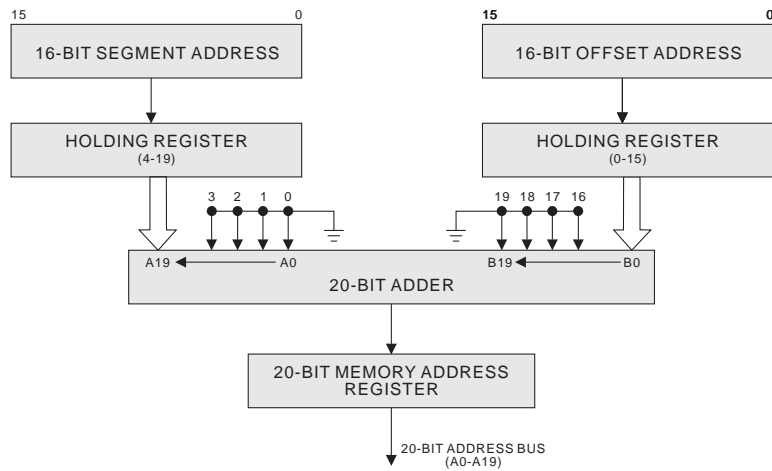 15 0
15 0
16-BIT SEGMENT ADDRESS
16-BIT OFFSET ADDRESS
HOLDING REGISTER
(4-19)
HOLDING REGISTER
(0-15)
3 2 1 0
19 18 17 16
A19 A0
B19 B0
20-BIT ADDER
20-BIT MEMORY ADDRESS
REGISTER
20-BIT ADDRESS BUS
(A0-A19)